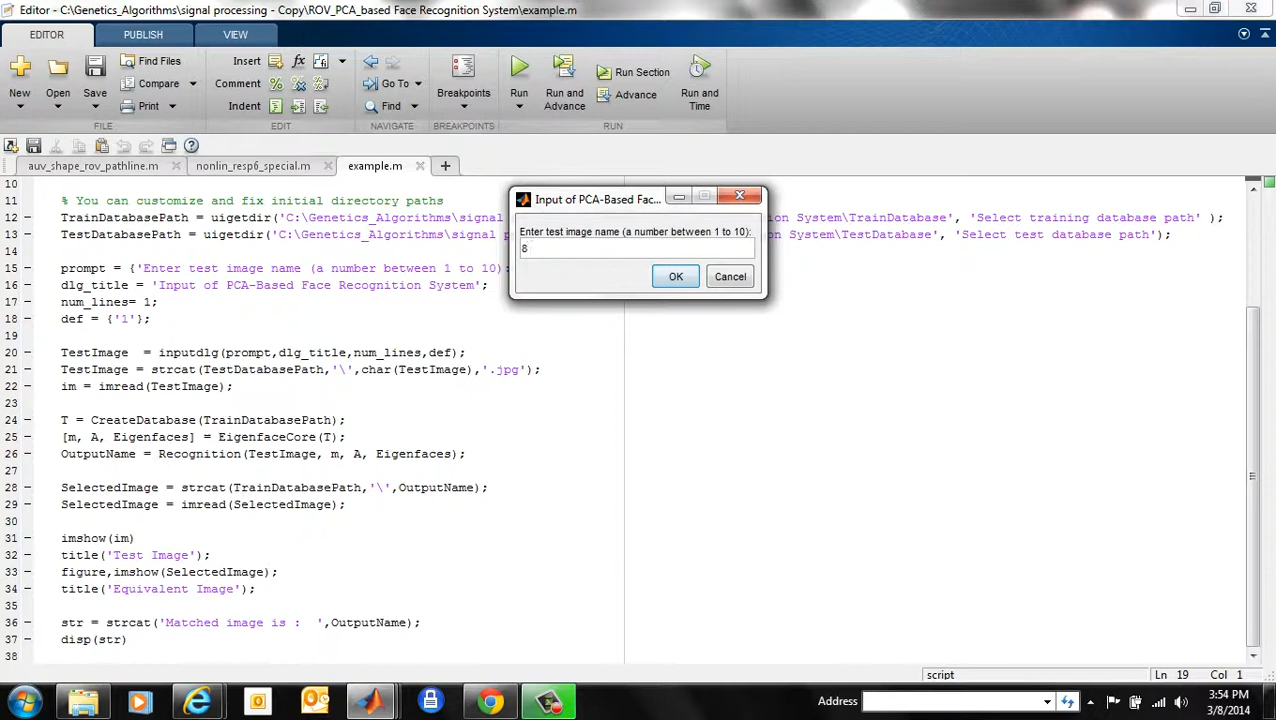 Editor - C:\Genetics_Algorithms\signal processing - Copy\ROV_PCA_based Face Recognition System\example.m
EDITOR PUBLISH VIEW
New Open Save Find Files Compare Print
Insert fx
Comment
Indent
Go To
Find
Breakpoints
Run Run and Advance Run Section Advance Run and Time
FILE EDIT NAVIGATE BREAKPOINTS RUN
auv_shape_rov_pathline.m nonlin_resp6_special.m example.m
10
11 % You can customize and fix initial directory paths
12 TrainDatabasePath = uigetdir('C:\Genetics_Algorithms\signal on System\TrainDatabase', 'Select training database path' );
13 TestDatabasePath = uigetdir('C:\Genetics_Algorithms\signal p System\TestDatabase', 'Select test database path');
14
15 prompt = {'Enter test image name (a number between 1 to 10):
16 dlg_title = 'Input of PCA-Based Face Recognition System';
17 num_lines= 1;
18 def = {'1'};
19
20 TestImage  = inputdlg(prompt,dlg_title,num_lines,def);
21 TestImage = strcat(TestDatabasePath,'\',char(TestImage),'.jpg');
22 im = imread(TestImage);
23
24 T = CreateDatabase(TrainDatabasePath);
25 [m, A, Eigenfaces] = EigenfaceCore(T);
26 OutputName = Recognition(TestImage, m, A, Eigenfaces);
27
28 SelectedImage = strcat(TrainDatabasePath,'\',OutputName);
29 SelectedImage = imread(SelectedImage);
30
31 imshow(im)
32 title('Test Image');
33 figure,imshow(SelectedImage);
34 title('Equivalent Image');
35
36 str = strcat('Matched image is :  ',OutputName);
37 disp(str)
38
Input of PCA-Based Fac...
Enter test image name (a number between 1 to 10):
8
OK Cancel
script Ln 19 Col 1
Address
3:54 PM
3/8/2014